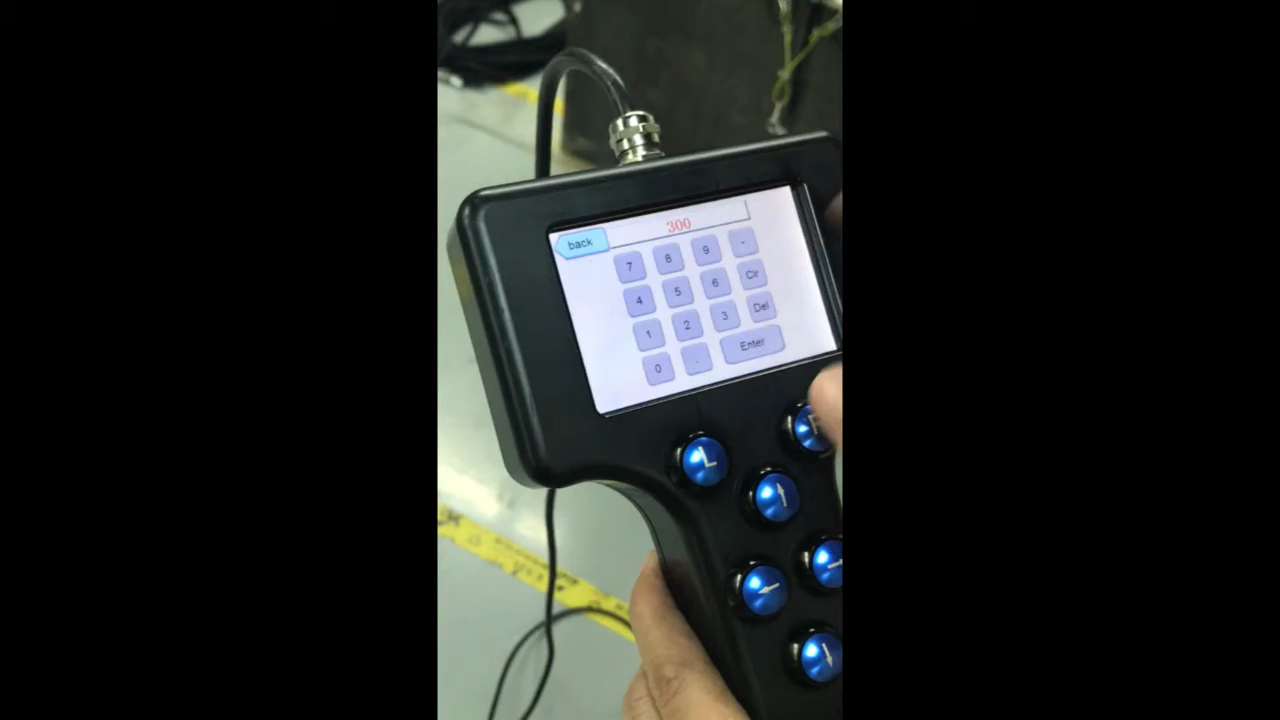 300
back
7 8 9 -
4 5 6 Clr
1 2 3 Del
0 . Enter
L
↑
←
→
↓